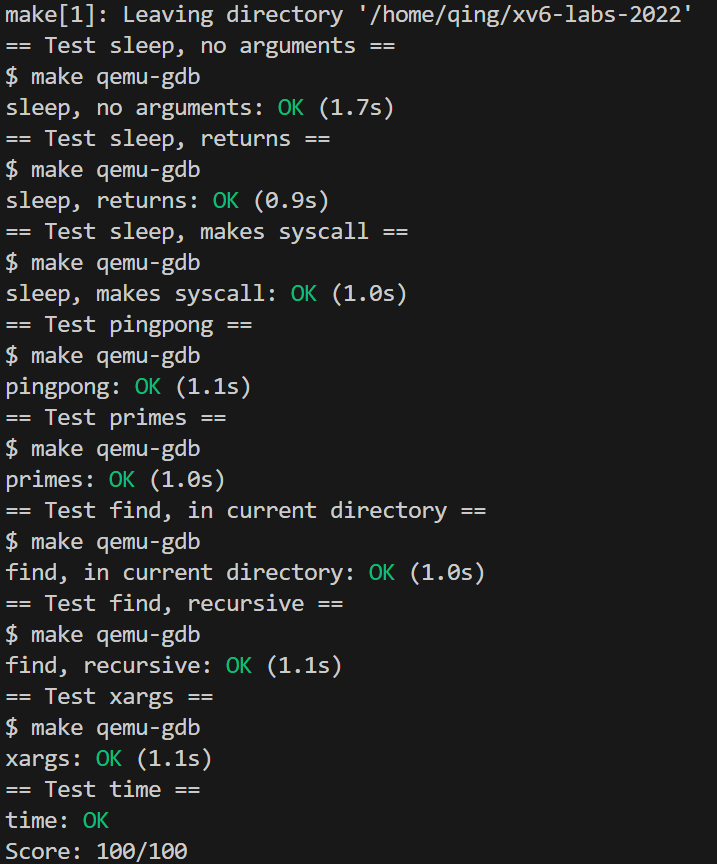 make[1]: Leaving directory '/home/qing/xv6-labs-2022'
== Test sleep, no arguments ==
$ make qemu-gdb
sleep, no arguments: OK (1.7s)
== Test sleep, returns ==
$ make qemu-gdb
sleep, returns: OK (0.9s)
== Test sleep, makes syscall ==
$ make qemu-gdb
sleep, makes syscall: OK (1.0s)
== Test pingpong ==
$ make qemu-gdb
pingpong: OK (1.1s)
== Test primes ==
$ make qemu-gdb
primes: OK (1.0s)
== Test find, in current directory ==
$ make qemu-gdb
find, in current directory: OK (1.0s)
== Test find, recursive ==
$ make qemu-gdb
find, recursive: OK (1.1s)
== Test xargs ==
$ make qemu-gdb
xargs: OK (1.1s)
== Test time ==
time: OK
Score: 100/100